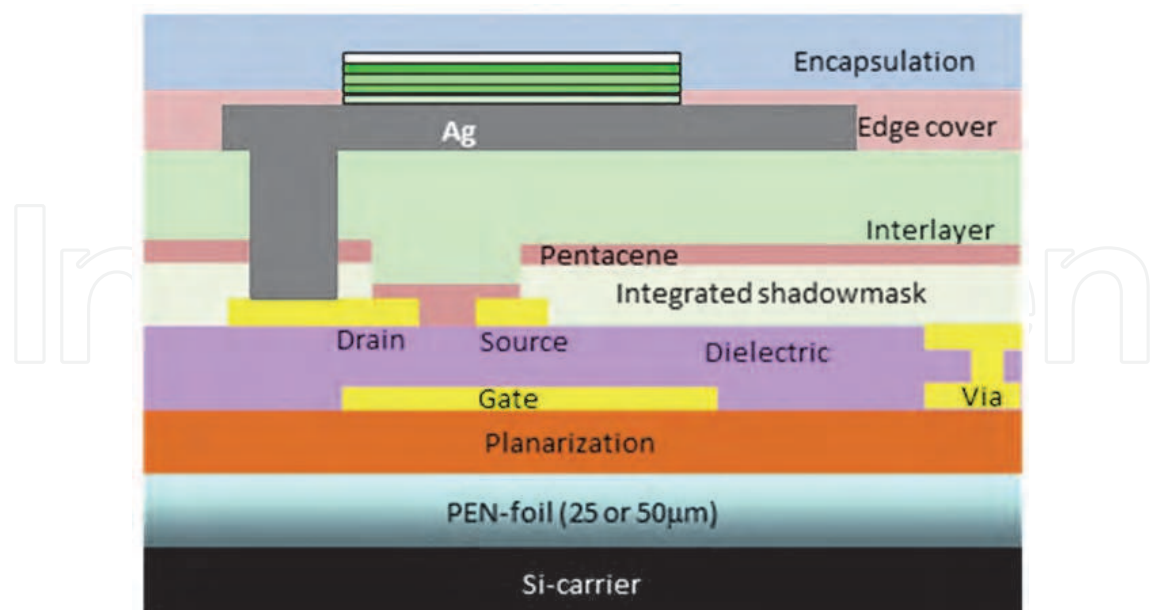 Encapsulation
Ag
Edge cover
Interlayer
Pentacene
Integrated shadowmask
Drain
Source
Dielectric
Gate
Via
Planarization
PEN-foil (25 or 50μm)
Si-carrier